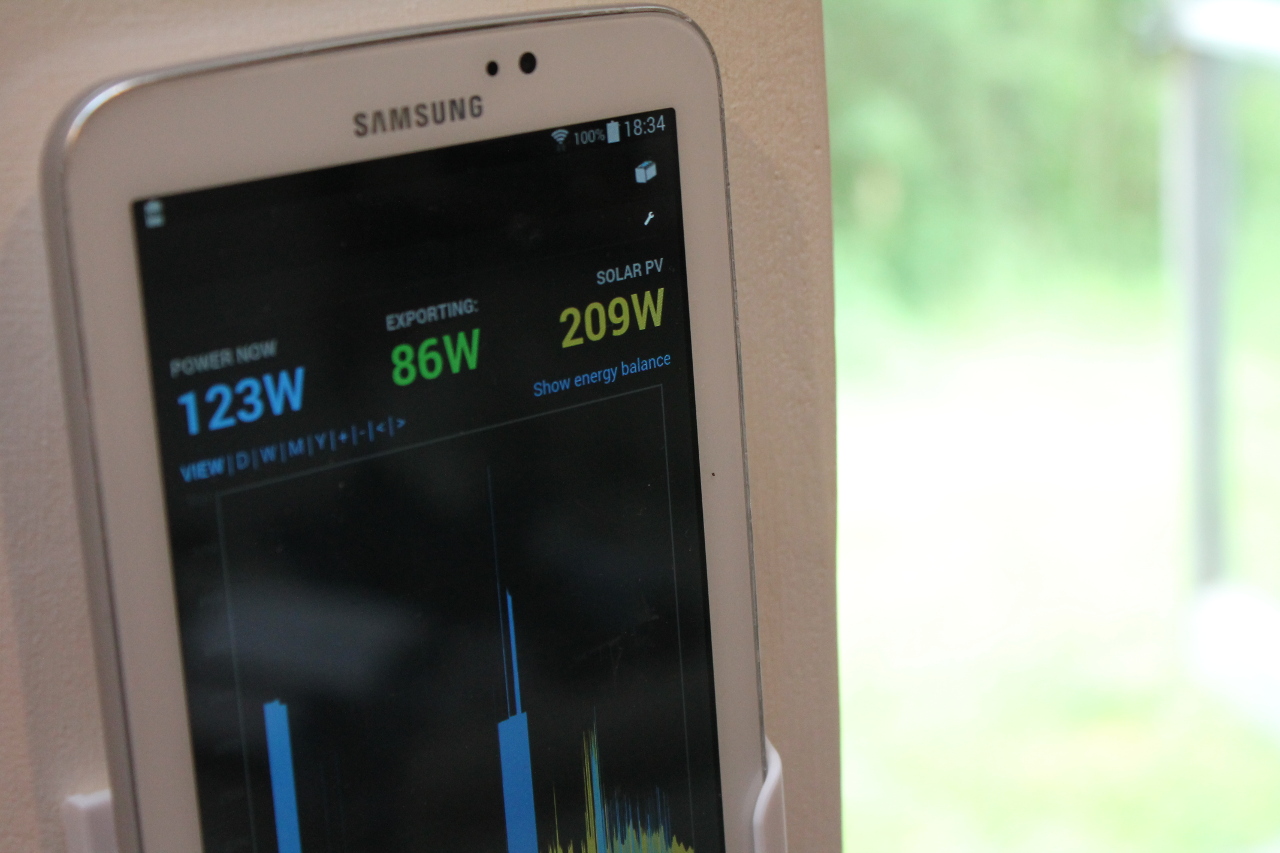 SAMSUNG
100% 18:34
POWER NOW
123W
EXPORTING:
86W
SOLAR PV
209W
Show energy balance
VIEW | D | W | M | Y | + | - | < | >